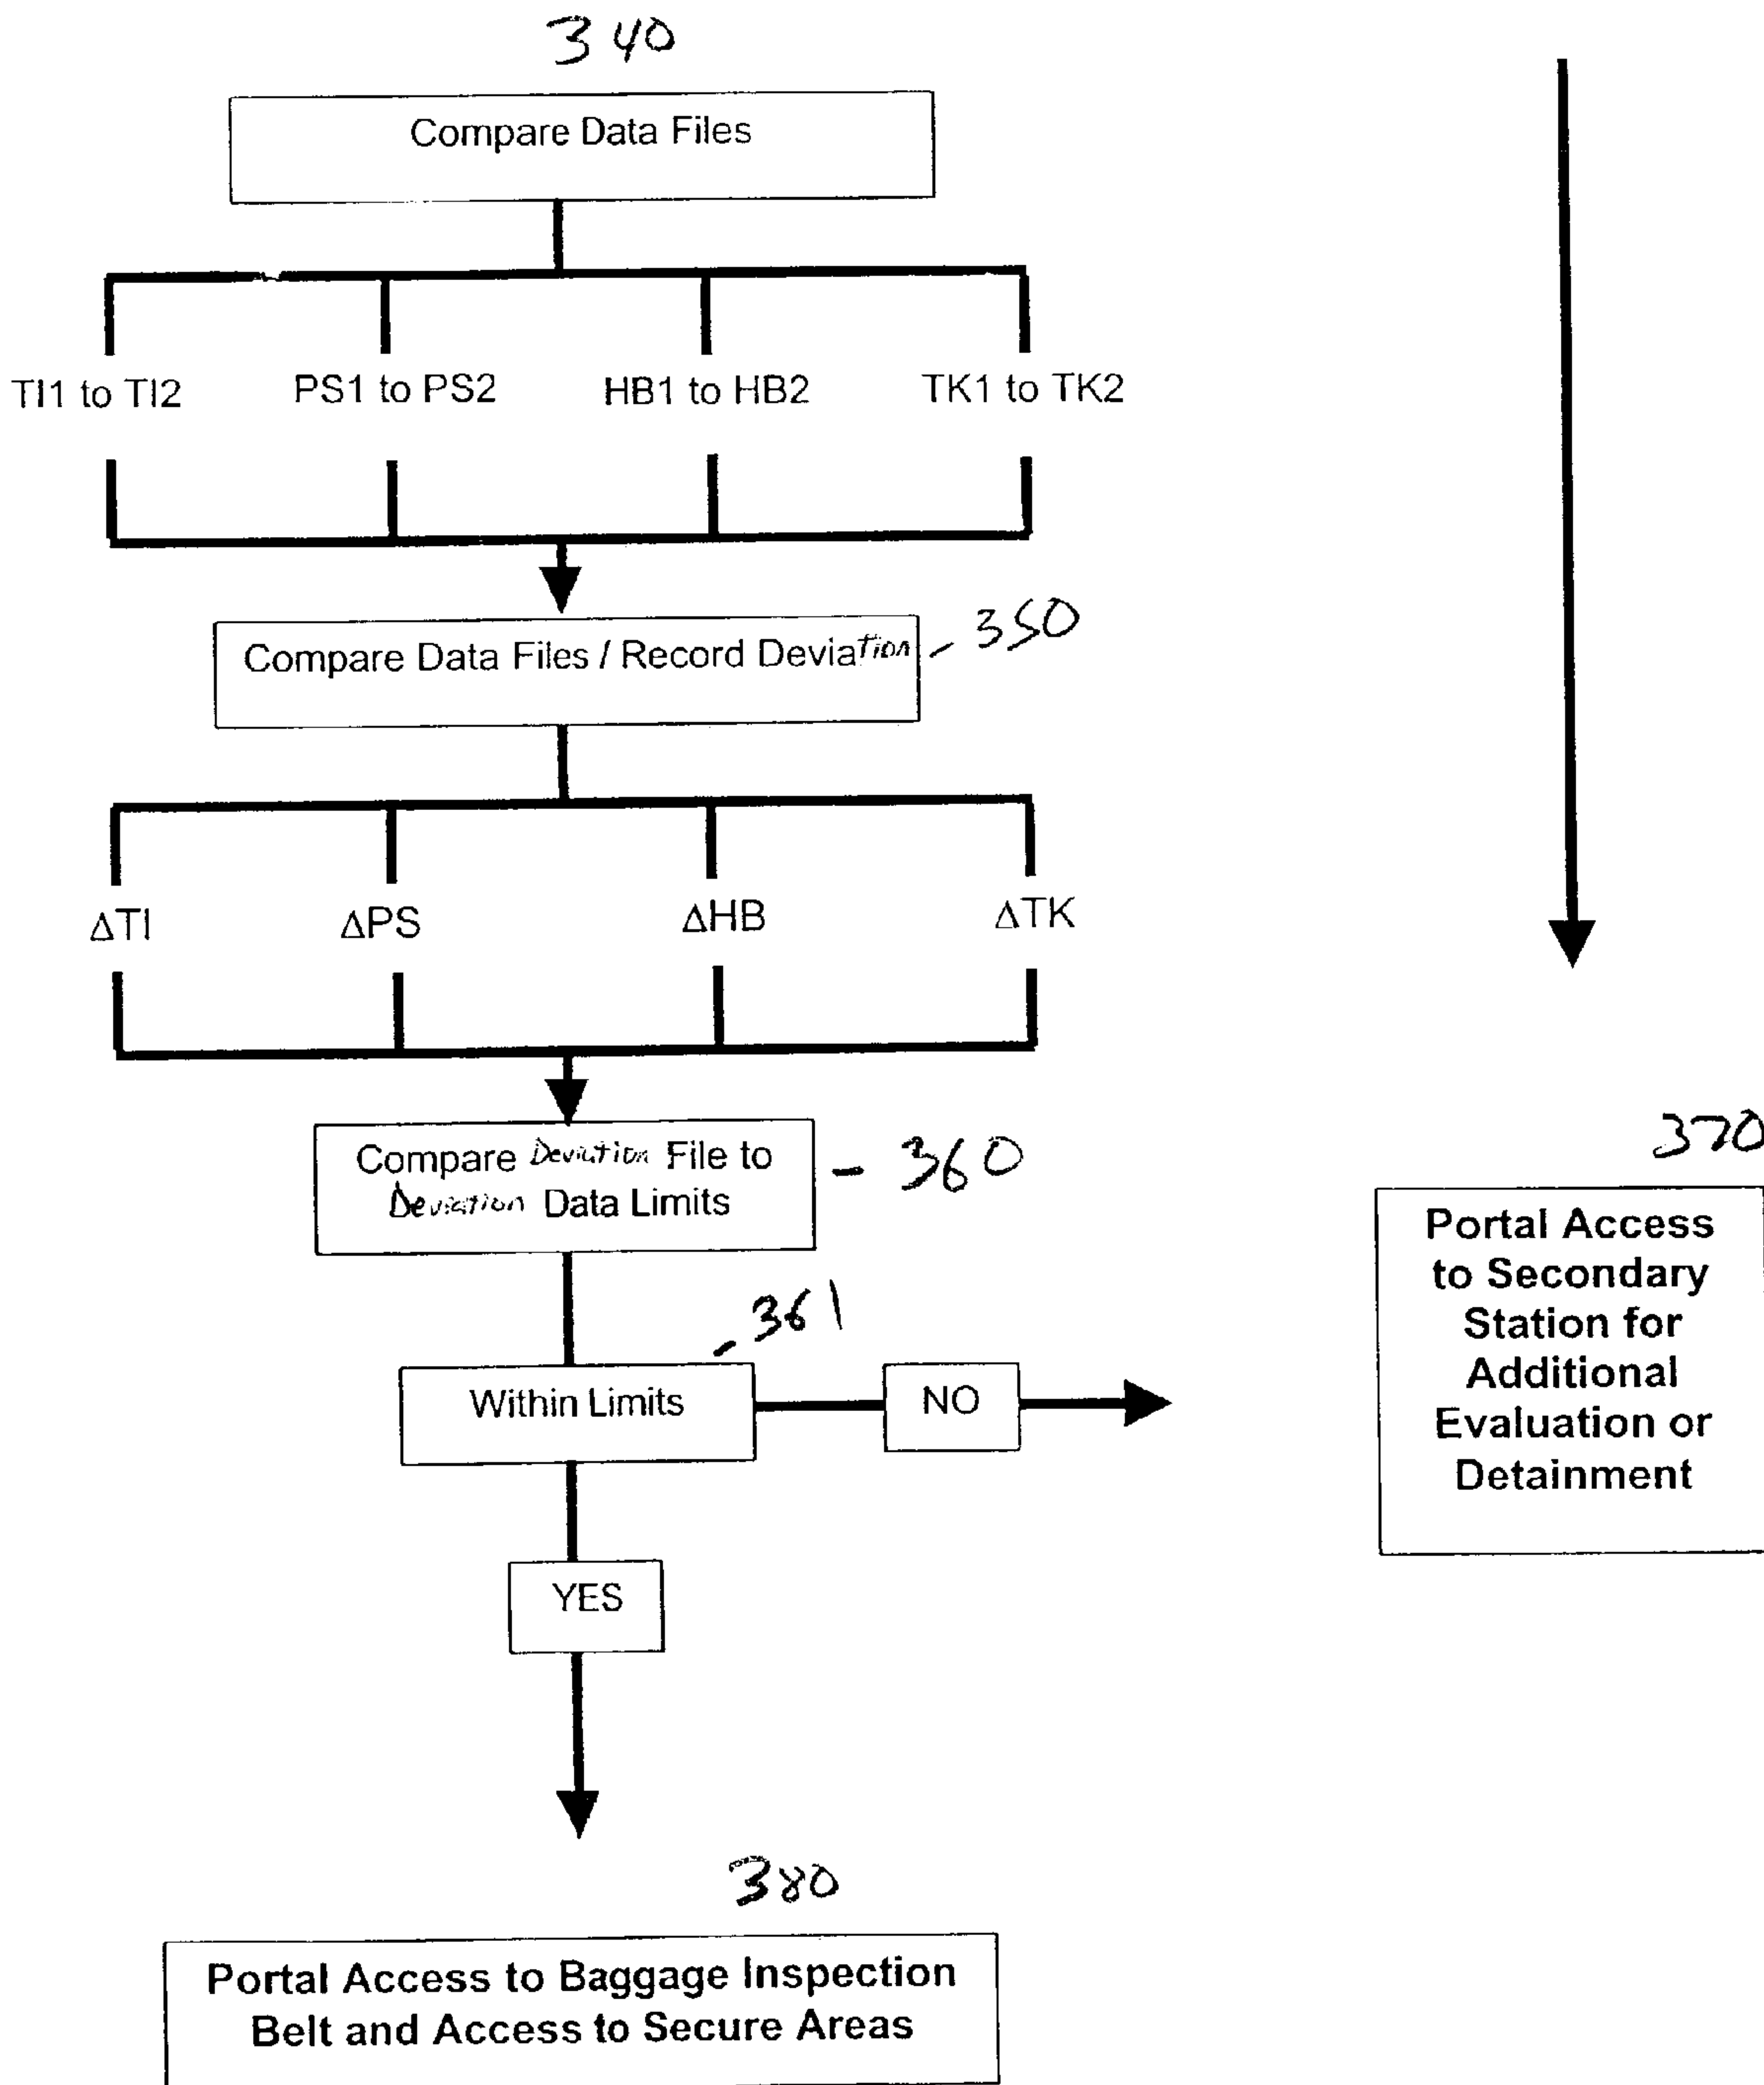 340
Compare Data Files
TI1 to TI2 PS1 to PS2 HB1 to HB2 TK1 to TK2
Compare Data Files / Record Deviation - 350
ΔTI ΔPS ΔHB ΔTK
Compare Deviation File to
Deviation Data Limits
- 360
- 361
Within Limits
NO
YES
370
Portal Access
to Secondary
Station for
Additional
Evaluation or
Detainment
380
Portal Access to Baggage Inspection
Belt and Access to Secure Areas